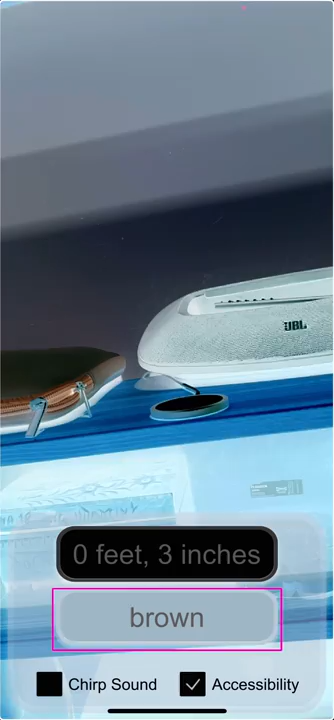 JBL
0 feet, 3 inches
brown
Chirp Sound
Accessibility